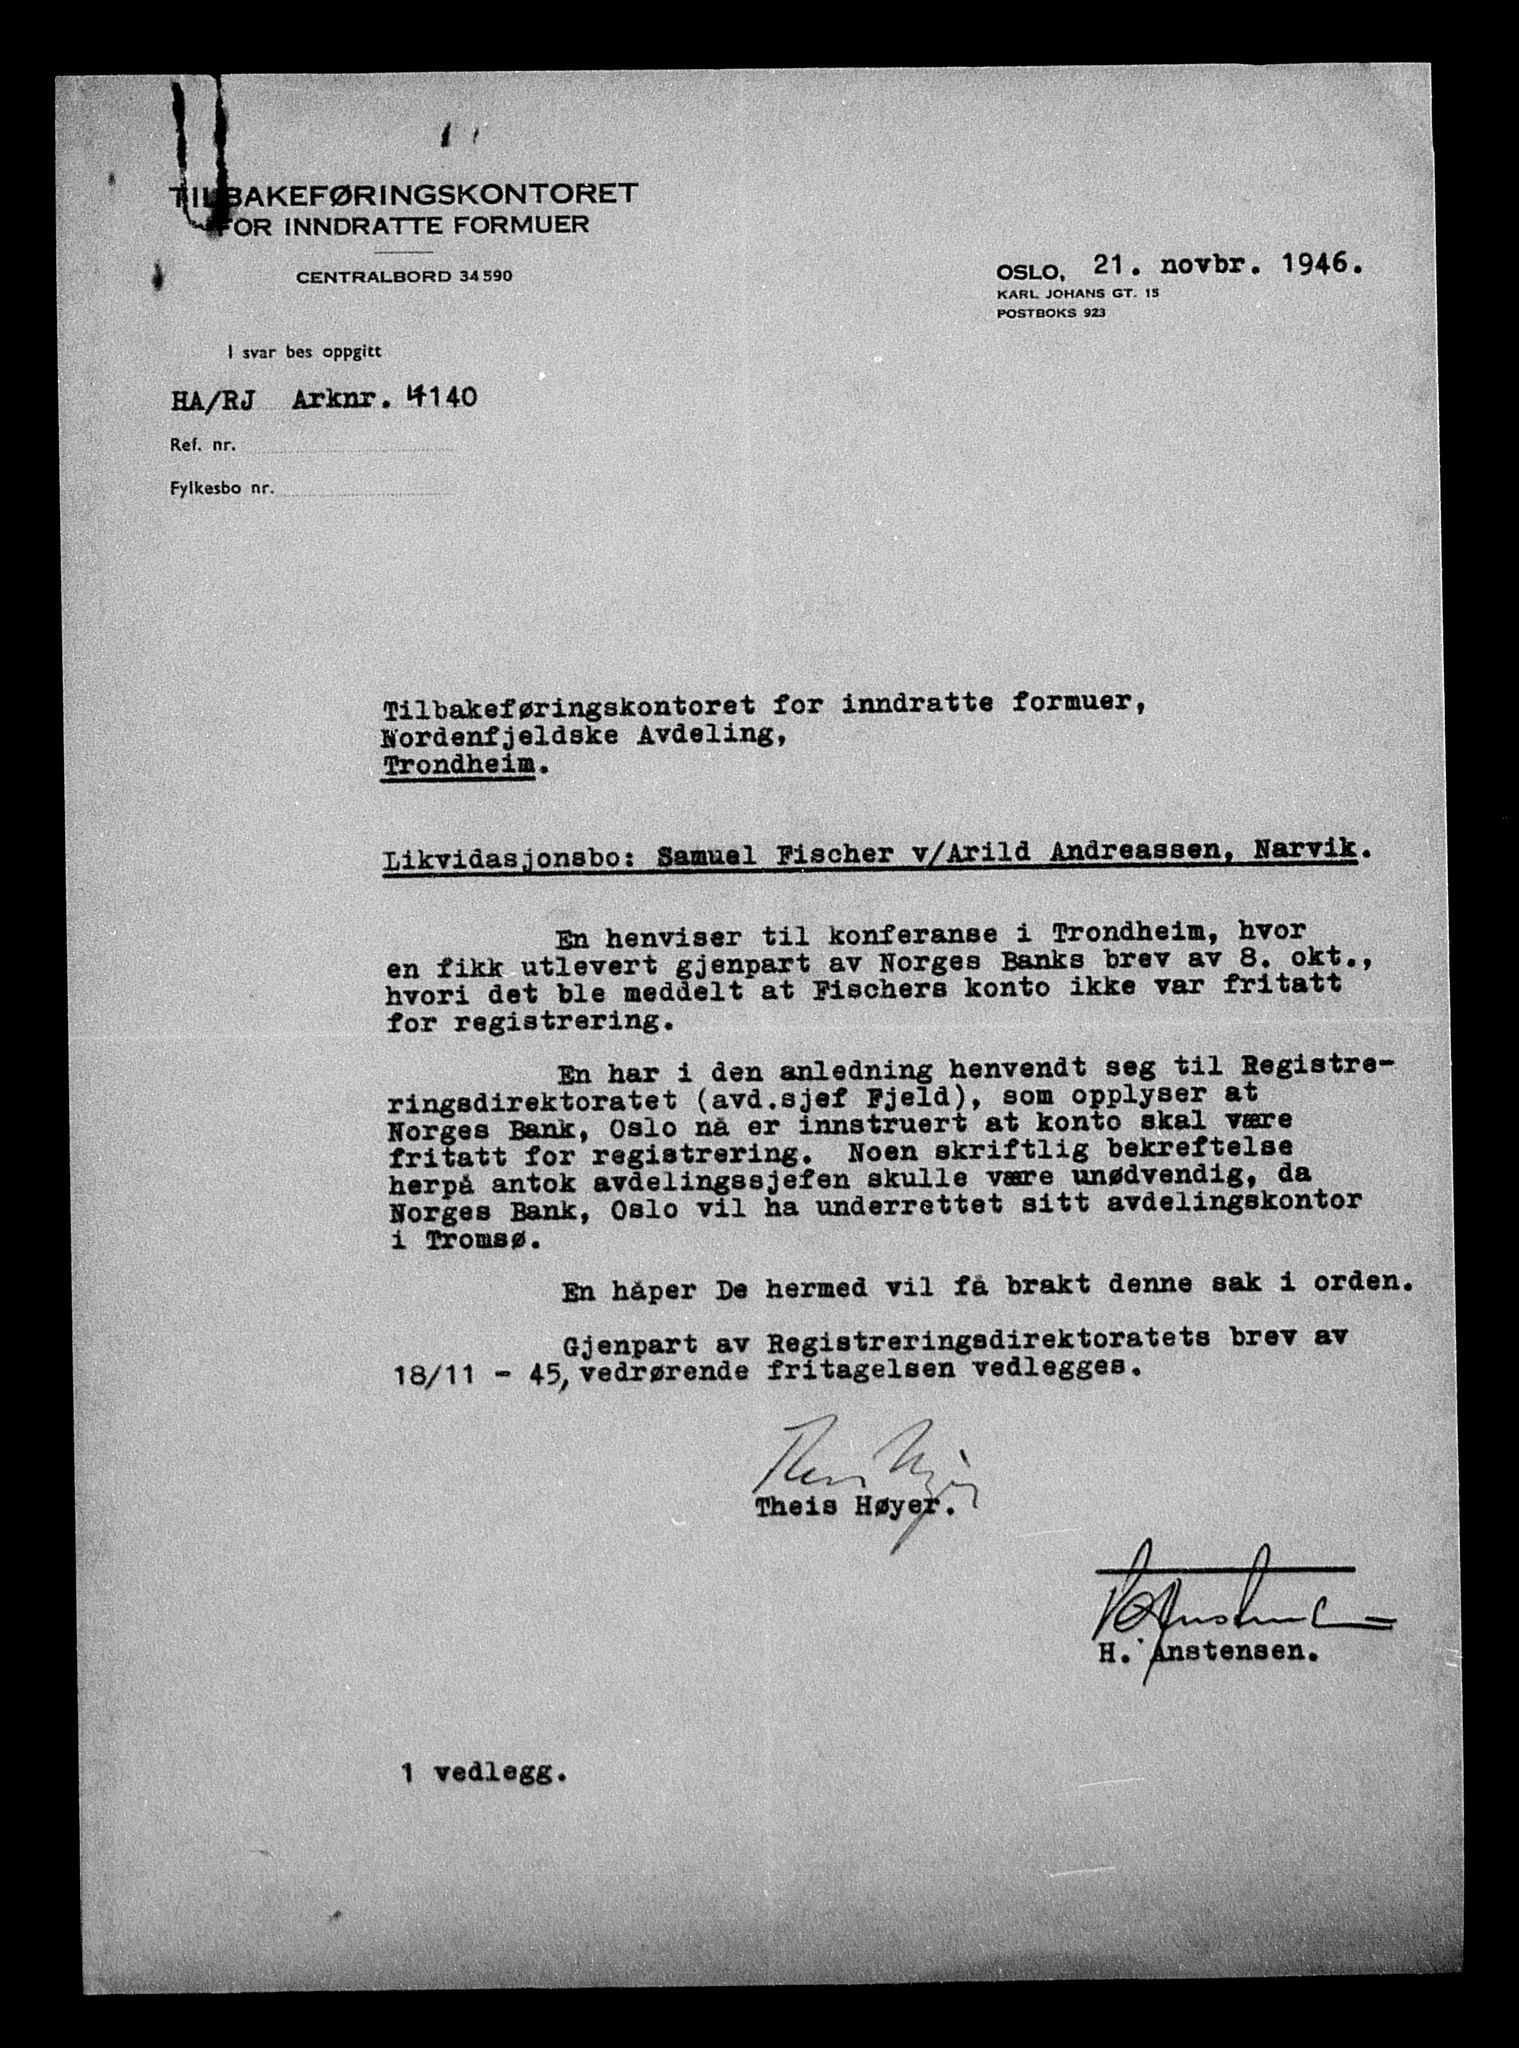 TILBAKEFØRINGSKONTORET
FOR INNDRATTE FORMUER
CENTRALBORD 34590
OSLO, 21. novbr. 1946.
KARL JOHANS GT. 15
POSTBOKS 923
I svar bes oppgitt
HA/RJ Arknr. 4140
Ref. nr.
Fylkesbo nr.
Tilbakeføringskontoret for inndratte formuer,
Nordenfjeldske Avdeling,
Trondheim.
Likvidasjonsbo: Samuel Fischer v/Arild Andreassen, Narvik.
En henviser til konferanse i Trondheim, hvor
en fikk utlevert gjenpart av Norges Banks brev av 8. okt.,
hvori det ble meddelt at Fischers konto ikke var fritatt
for registrering.
En har i den anledning henvendt seg til Registre-
ringsdirektoratet (avd.sjef Fjeld), som opplyser at
Norges Bank, Oslo nå er innstruert at konto skal være
fritatt for registrering. Noen skriftlig bekreftelse
herpå antok avdelingssjefen skulle være unødvendig, da
Norges Bank, Oslo vil ha underrettet sitt avdelingskontor
i Tromsø.
En håper De hermed vil få brakt denne sak i orden.
Gjenpart av Registreringsdirektoratets brev av
18/11 - 45, vedrørende fritagelsen vedlegges.
Theis Høyer
Theis Høyer.
H. Anstensen
H. Anstensen.
1 vedlegg.